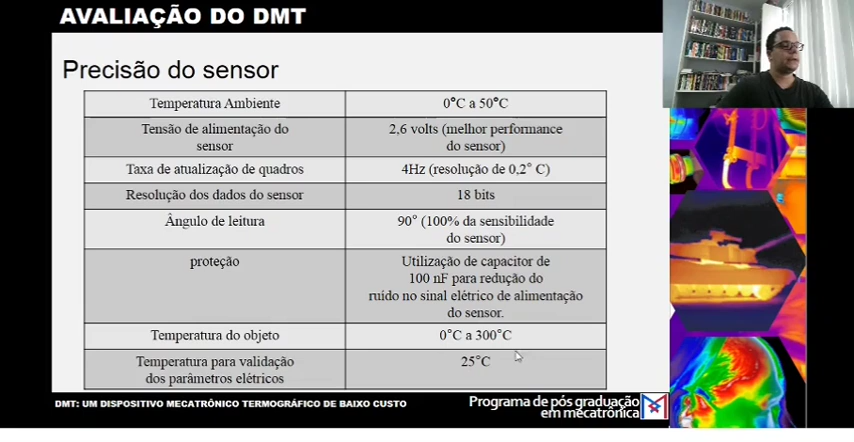 AVALIAÇÃO DO DMT
Precisão do sensor
Temperatura Ambiente
0°C a 50°C
Tensão de alimentação do
sensor
2,6 volts (melhor performance
do sensor)
Taxa de atualização de quadros
4Hz (resolução de 0,2° C)
Resolução dos dados do sensor
18 bits
Ângulo de leitura
90° (100% da sensibilidade
do sensor)
proteção
Utilização de capacitor de
100 nF para redução do
ruído no sinal elétrico de alimentação
do sensor.
Temperatura do objeto
0°C a 300°C
Temperatura para validação
dos parâmetros elétricos
25°C
DMT: UM DISPOSITIVO MECATRÔNICO TERMOGRÁFICO DE BAIXO CUSTO
Programa de pós graduação
em mecatrônica